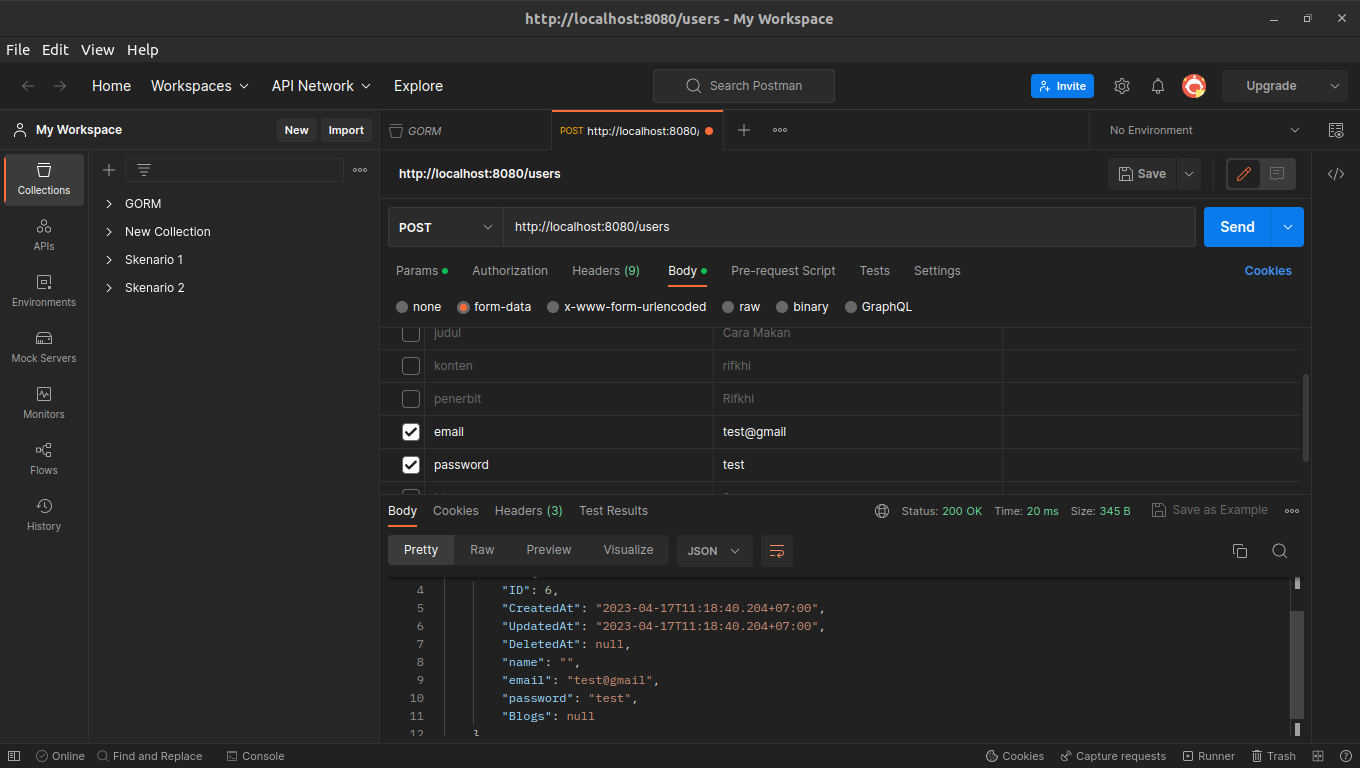 http://localhost:8080/users - My Workspace
File Edit View Help
Home Workspaces API Network Explore Search Postman Invite Upgrade
My Workspace New Import GORM POST http://localhost:8080/ No Environment
Collections
APIs
Environments
Mock Servers
Monitors
Flows
History
GORM
New Collection
Skenario 1
Skenario 2
http://localhost:8080/users Save
POST http://localhost:8080/users Send
Params Authorization Headers (9) Body Pre-request Script Tests Settings Cookies
none form-data x-www-form-urlencoded raw binary GraphQL
judul Cara Makan
konten rifkhi
penerbit Rifkhi
email test@gmail
password test
Body Cookies Headers (3) Test Results Status: 200 OK Time: 20 ms Size: 345 B Save as Example
Pretty Raw Preview Visualize JSON
4 "ID": 6,
5 "CreatedAt": "2023-04-17T11:18:40.204+07:00",
6 "UpdatedAt": "2023-04-17T11:18:40.204+07:00",
7 "DeletedAt": null,
8 "name": "",
9 "email": "test@gmail",
10 "password": "test",
11 "Blogs": null
12 }
Online Find and Replace Console Cookies Capture requests Runner Trash